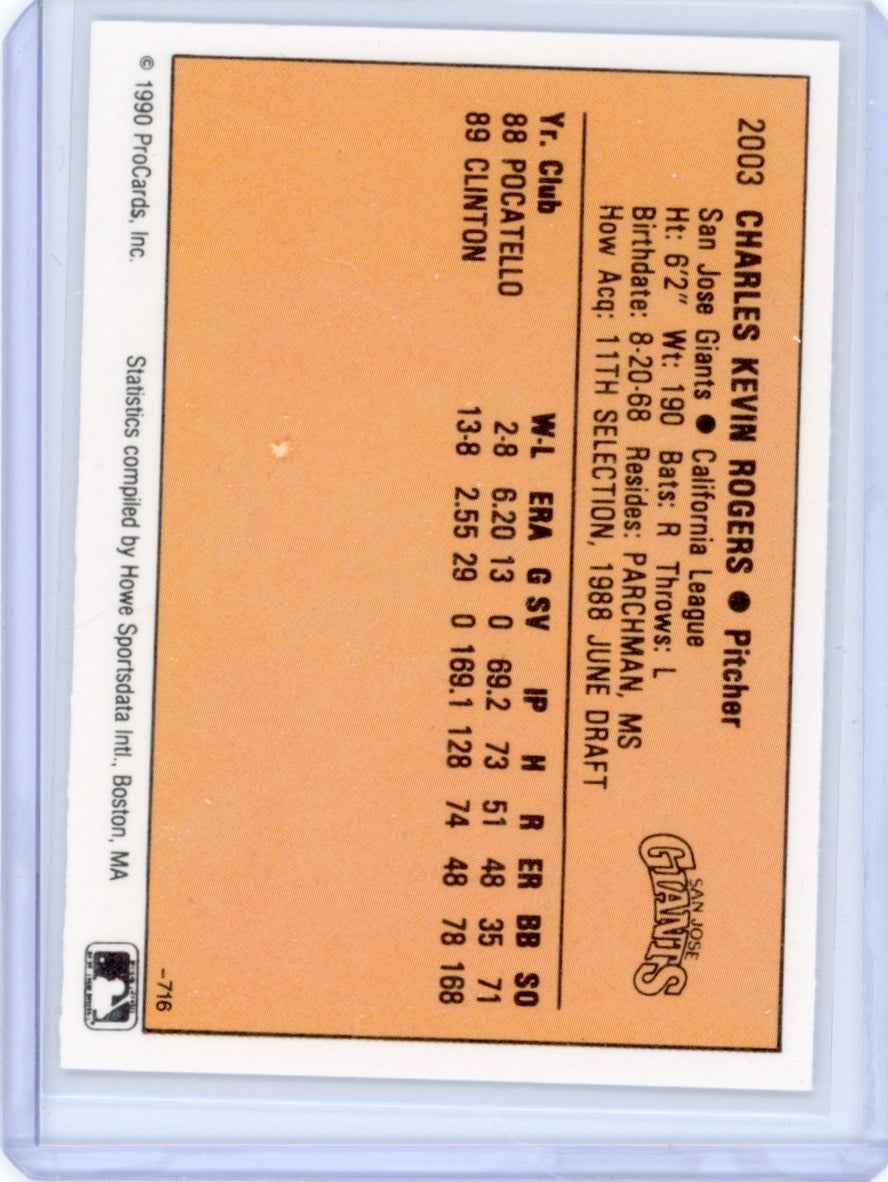 2003 CHARLES KEVIN ROGERS ● Pitcher
San Jose Giants ● California League
Ht: 6'2" Wt: 190 Bats: R Throws: L
Birthdate: 8-20-68 Resides: PARCHMAN, MS
How Acq: 11TH SELECTION, 1988 JUNE DRAFT
SAN JOSE
GIANTS
Yr. Club W-L ERA G SV IP H R ER BB SO
88 POCATELLO 2-8 6.20 13 0 69.2 73 51 48 35 71
89 CLINTON 13-8 2.55 29 0 169.1 128 74 48 78 168
-716
© 1990 ProCards, Inc. Statistics compiled by Howe Sportsdata Intl., Boston, MA